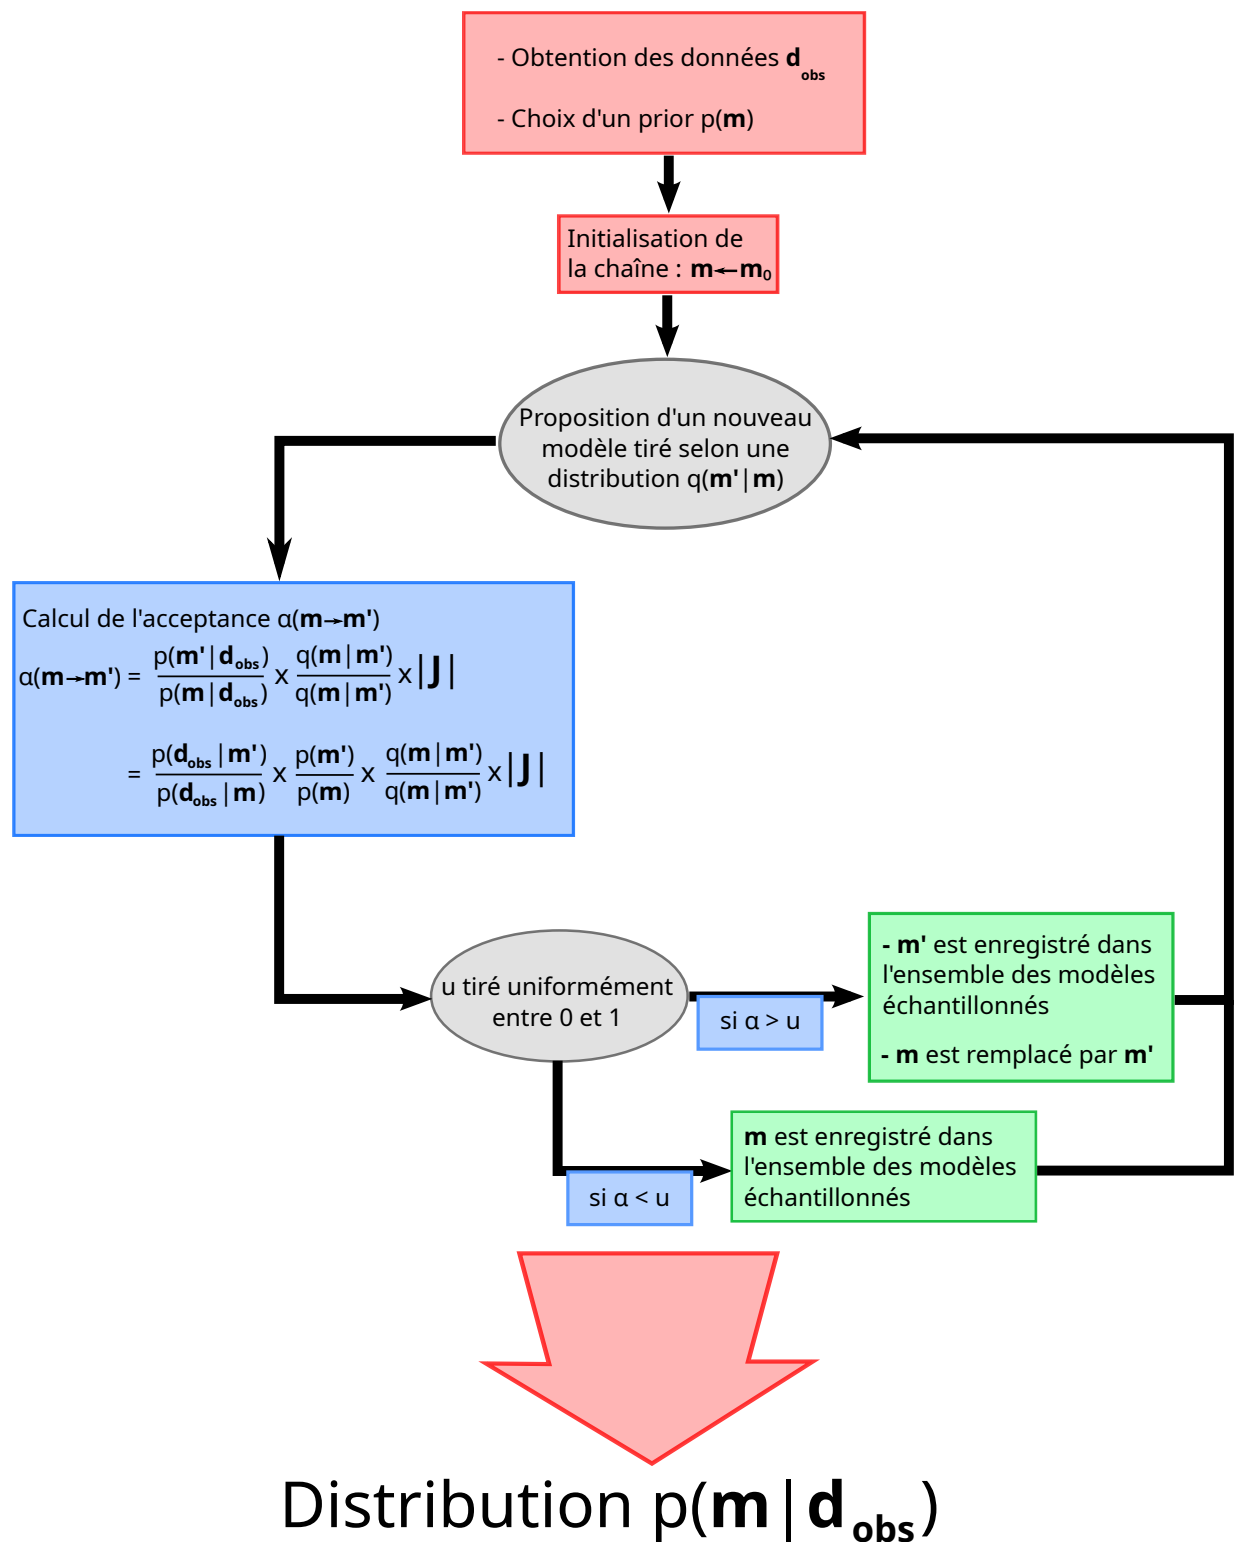 - Obtention des données d obs
- Choix d'un prior p(m)
Initialisation de
la chaîne : m←m0
Proposition d'un nouveau
modèle tiré selon une
distribution q(m'|m)
Calcul de l'acceptance α(m→m')
α(m→m') = p(m'|dobs)/p(m|dobs) x q(m|m')/q(m|m') x|J|
= p(dobs|m')/p(dobs|m) x p(m')/p(m) x q(m|m')/q(m|m') x|J|
u tiré uniformément
entre 0 et 1
si α > u
- m' est enregistré dans
l'ensemble des modèles
échantillonnés
- m est remplacé par m'
si α < u
m est enregistré dans
l'ensemble des modèles
échantillonnés
Distribution p(m|dobs)